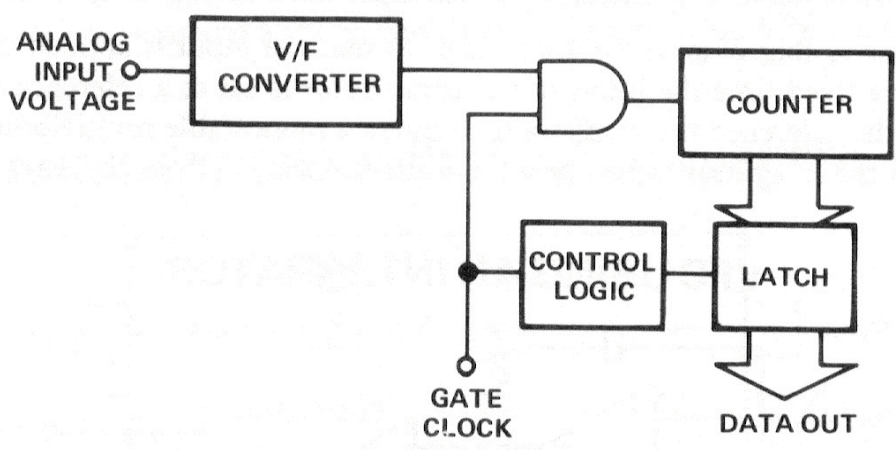 ANALOG
INPUT
VOLTAGE
V/F
CONVERTER
COUNTER
CONTROL
LOGIC
LATCH
GATE
CLOCK
DATA OUT